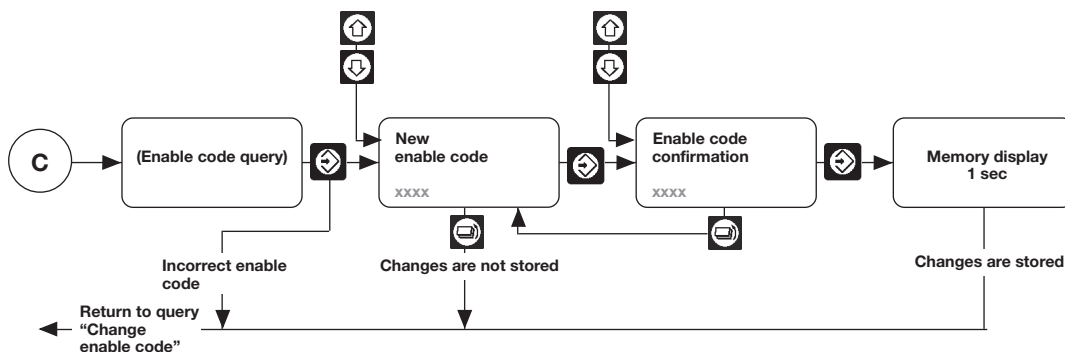 C
(Enable code query)
New
enable code
xxxx
Enable code
confirmation
xxxx
Memory display
1 sec
Incorrect enable
code
Changes are not stored
Changes are stored
Return to query
“Change
enable code”